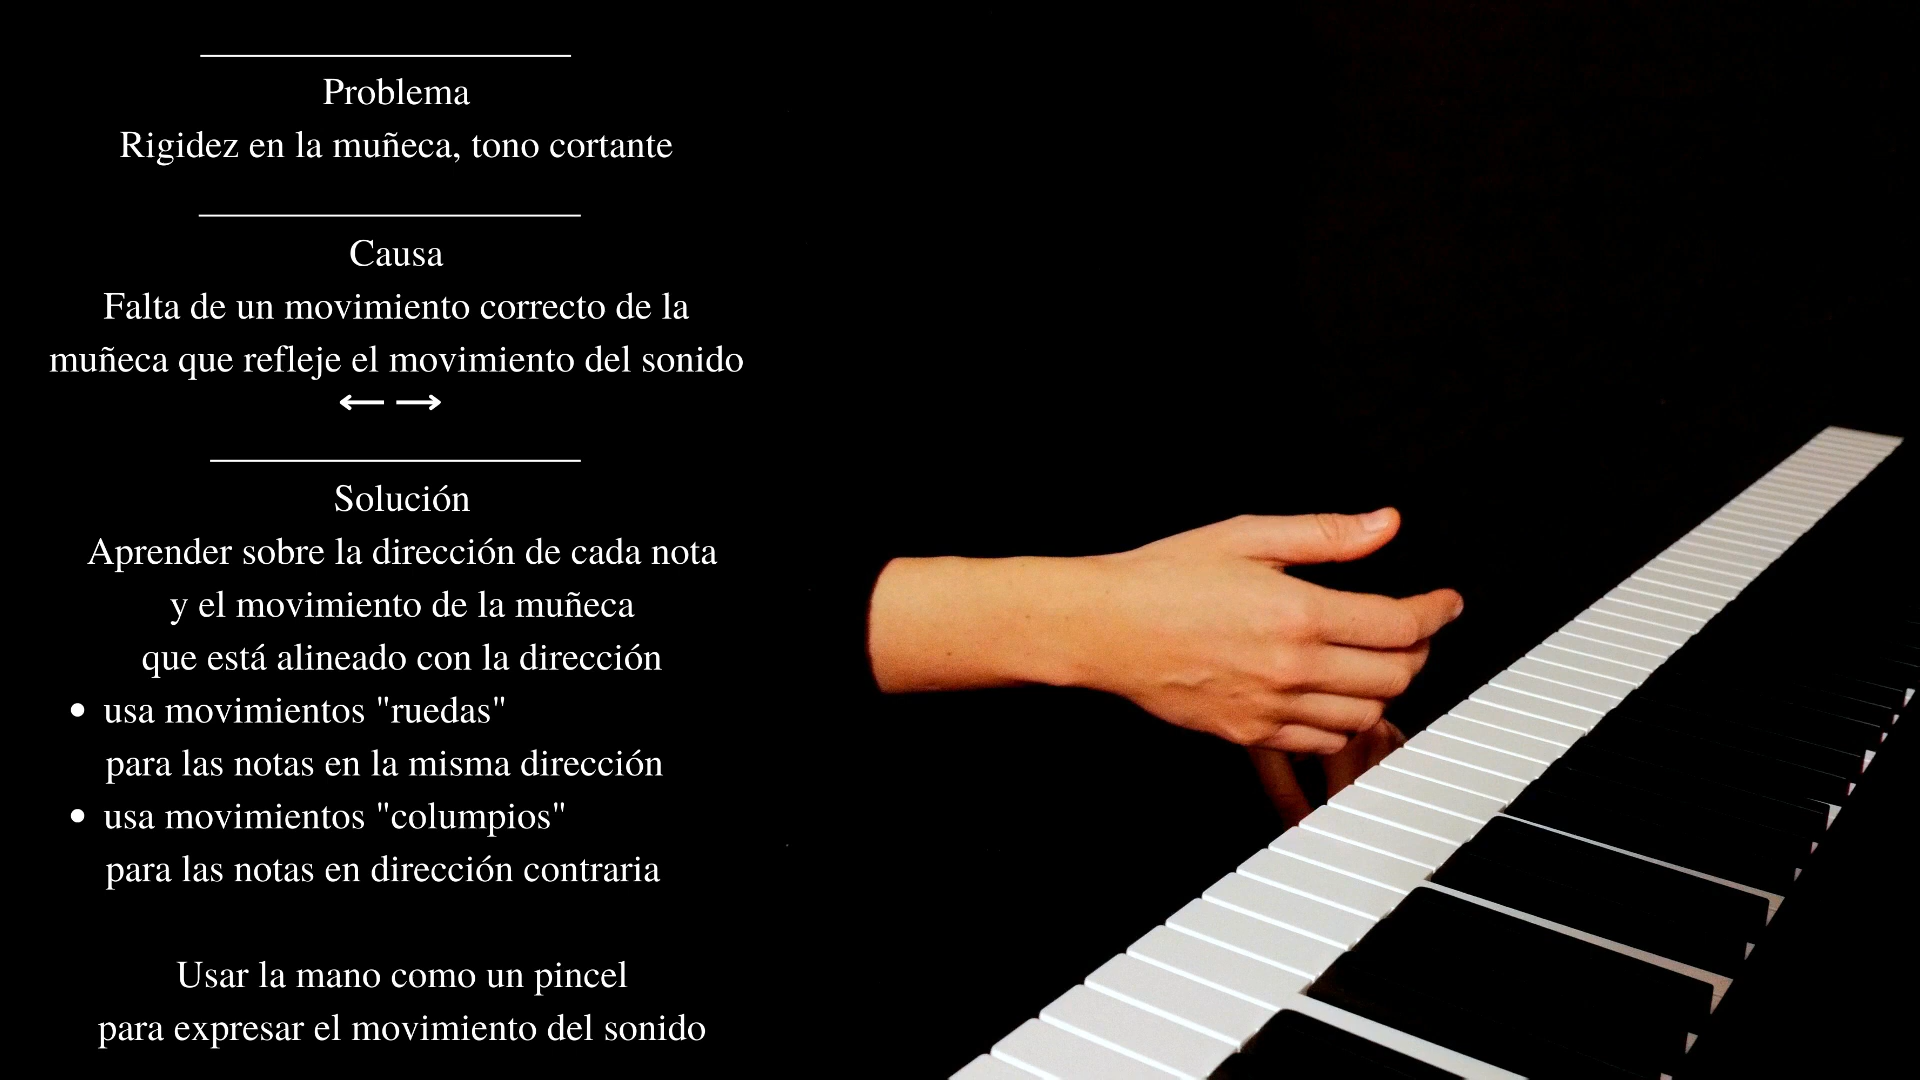 Problema
Rigidez en la muñeca, tono cortante
Causa
Falta de un movimiento correcto de la
muñeca que refleje el movimiento del sonido
Solución
Aprender sobre la dirección de cada nota
y el movimiento de la muñeca
que está alineado con la dirección
usa movimientos "ruedas"
para las notas en la misma dirección
usa movimientos "columpios"
para las notas en dirección contraria
Usar la mano como un pincel
para expresar el movimiento del sonido